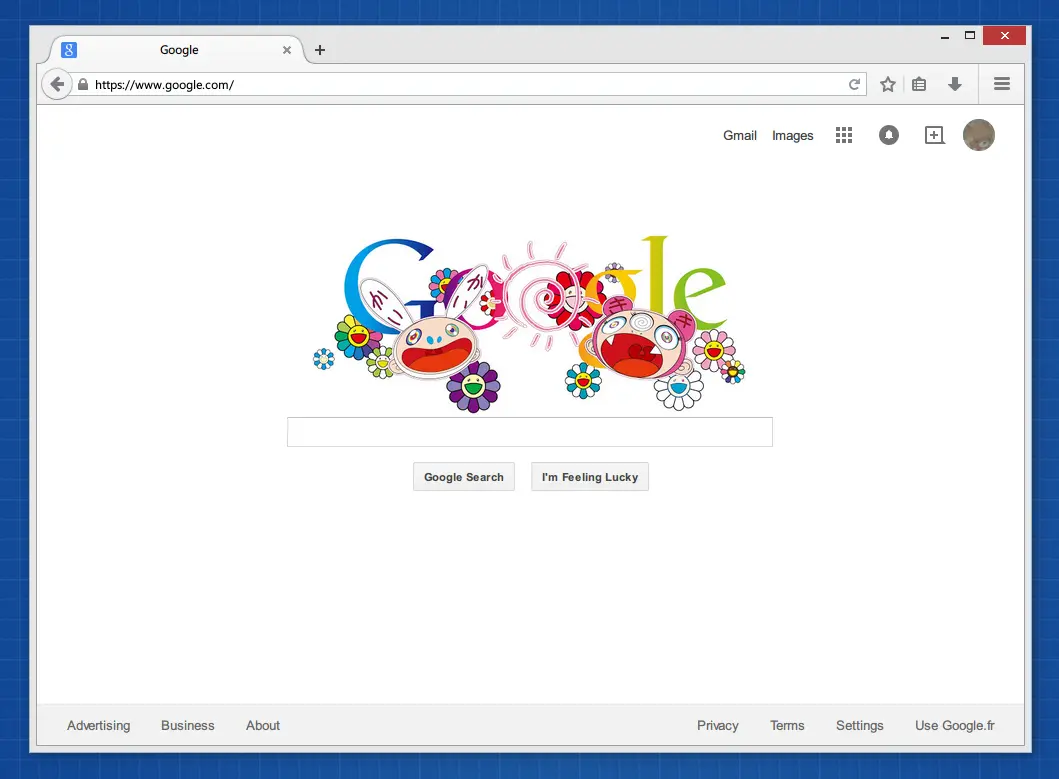 Google
https://www.google.com/
Gmail Images
Google
Google Search I'm Feeling Lucky
Advertising Business About Privacy Terms Settings Use Google.fr